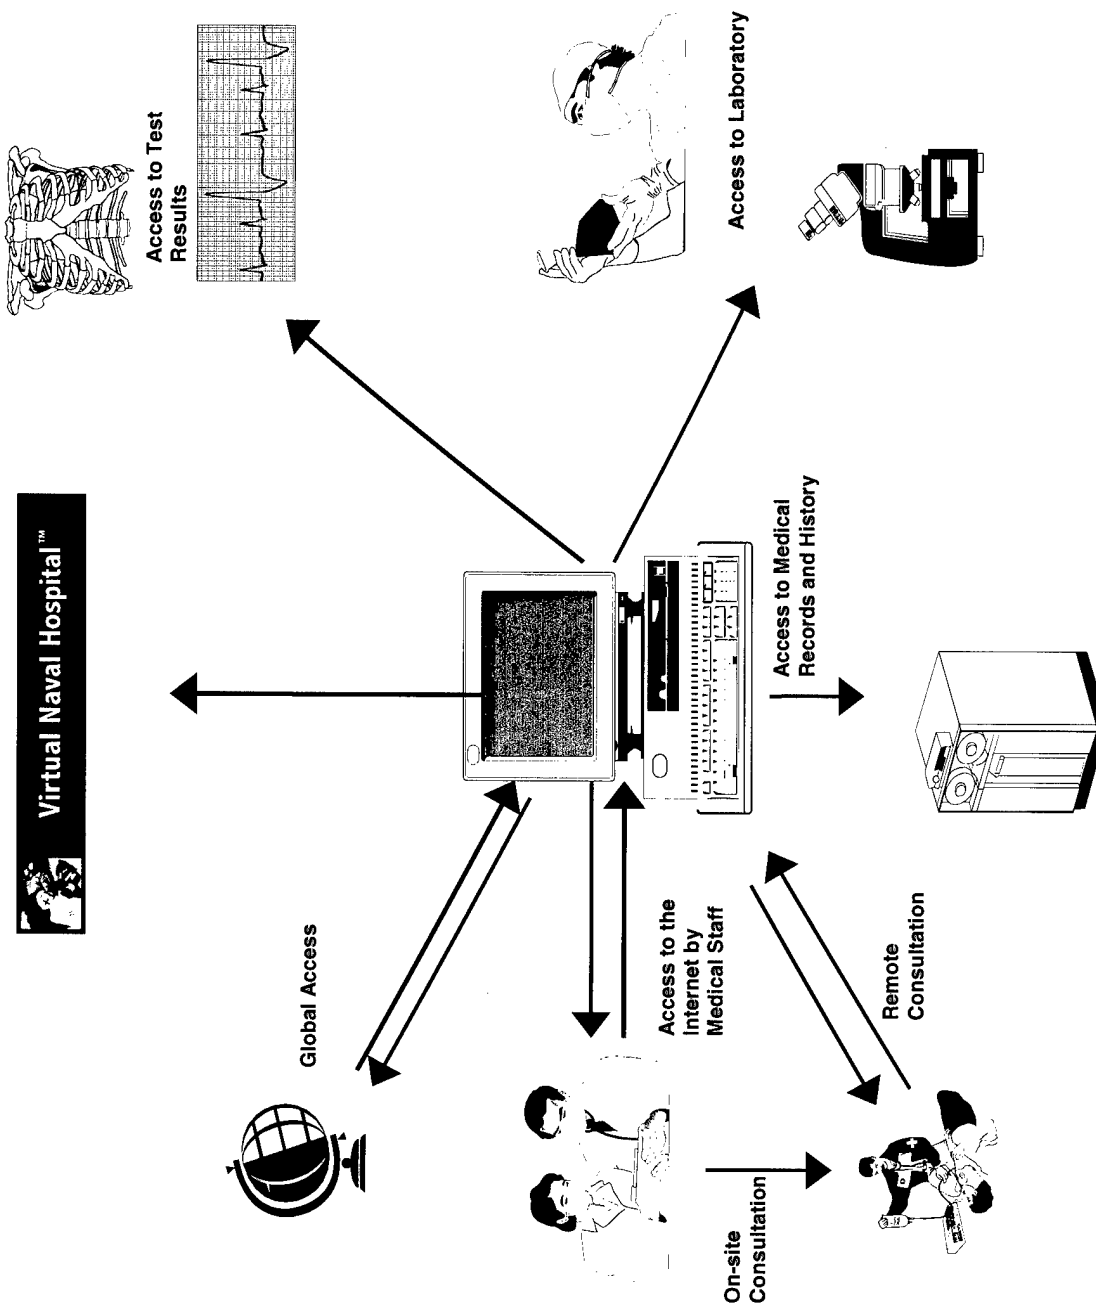 Virtual Naval Hospital™
Global Access
Access to Test
Results
Access to the
Internet by
Medical Staff
Access to Laboratory
On-site
Consultation
Remote
Consultation
Access to Medical
Records and History